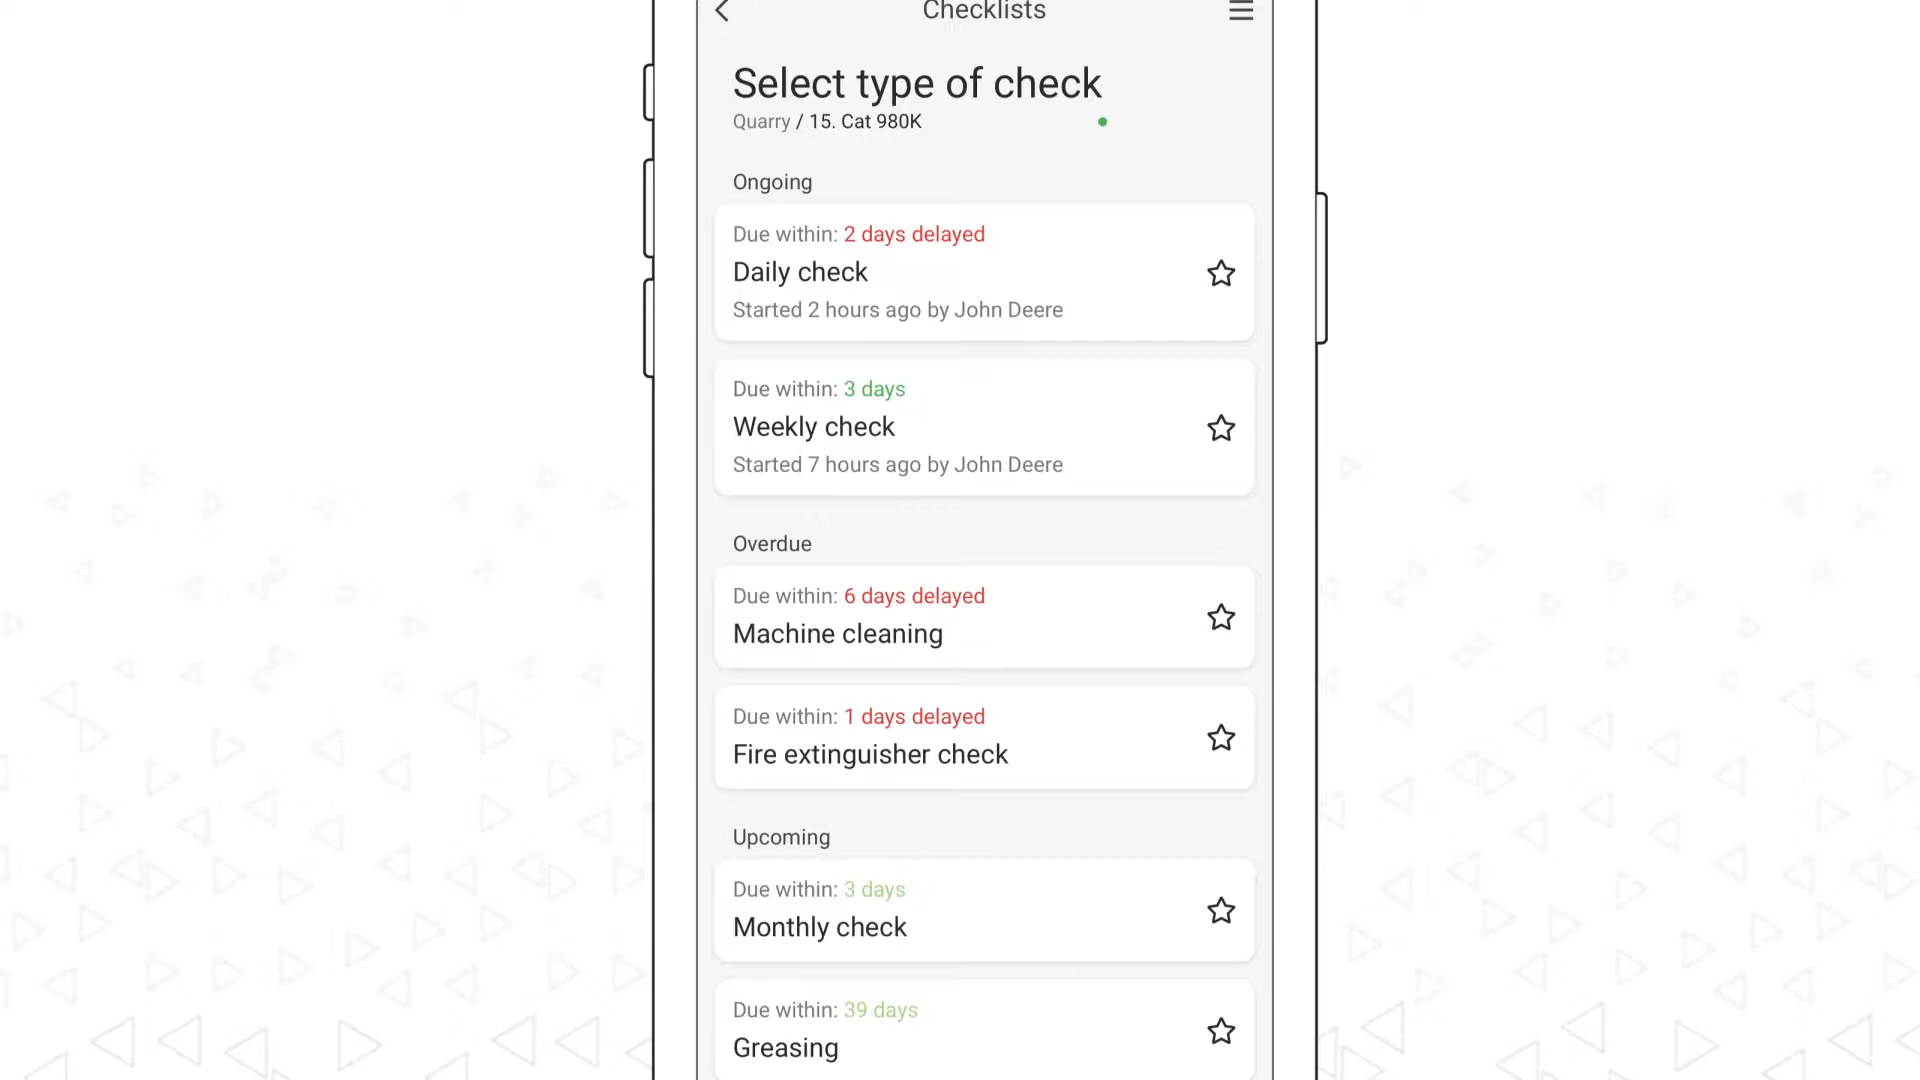 Checklists
Select type of check
Quarry / 15. Cat 980K
Ongoing
Due within: 2 days delayed
Daily check
Started 2 hours ago by John Deere
Due within: 3 days
Weekly check
Started 7 hours ago by John Deere
Overdue
Due within: 6 days delayed
Machine cleaning
Due within: 1 days delayed
Fire extinguisher check
Upcoming
Due within: 3 days
Monthly check
Due within: 39 days
Greasing